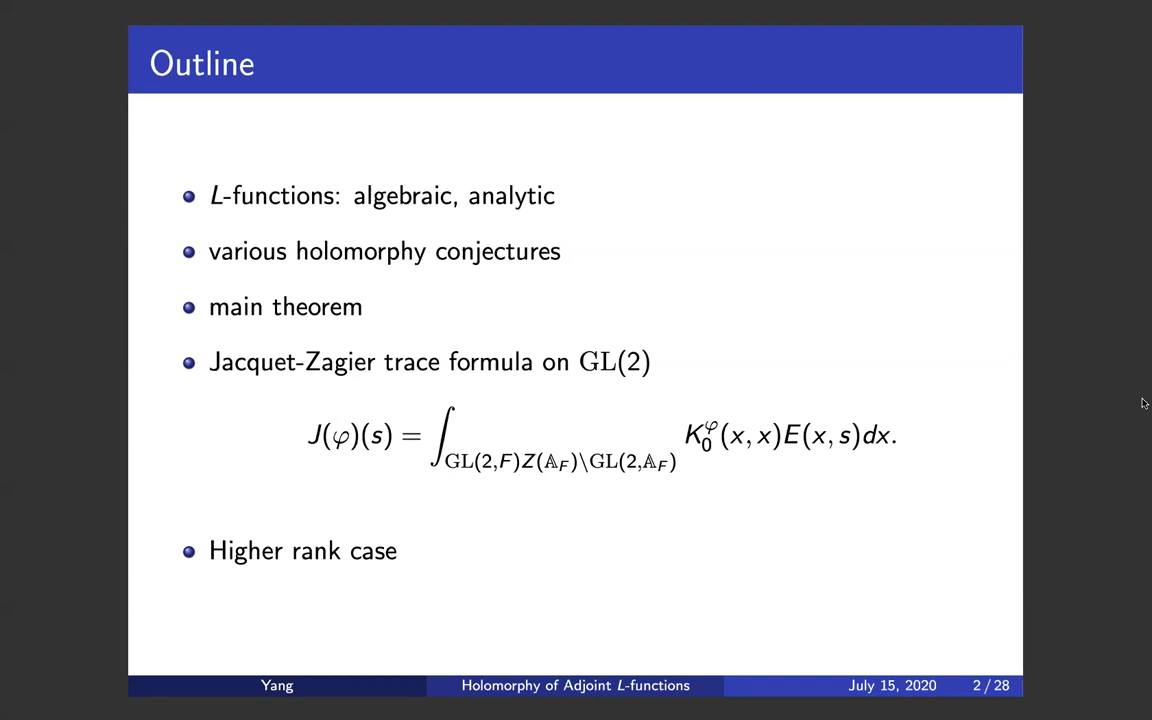 Outline
L-functions: algebraic, analytic
various holomorphy conjectures
main theorem
Jacquet-Zagier trace formula on GL(2)
J(φ)(s) = ∫_{GL(2,F)Z(𝔸_F)\GL(2,𝔸_F)} K_0^φ(x, x)E(x, s)dx.
Higher rank case
Yang Holomorphy of Adjoint L-functions July 15, 2020 2 / 28